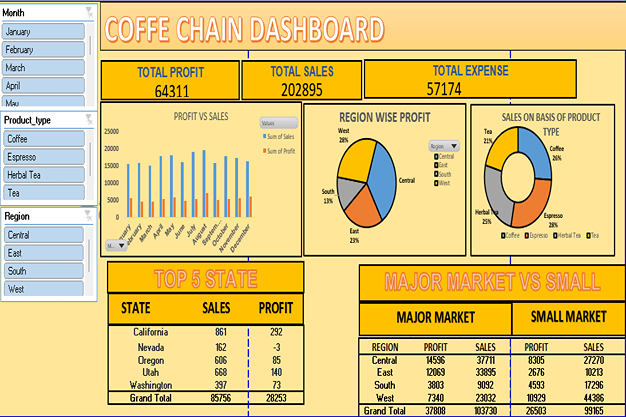 Month
January
February
March
April
May
Product_type
Coffee
Espresso
Herbal Tea
Tea
Region
Central
East
South
West
COFFE CHAIN DASHBOARD
TOTAL PROFIT
64311
TOTAL SALES
202895
TOTAL EXPENSE
57174
PROFIT VS SALES
25000
20000
15000
10000
5000
0
February
March
April
May
June
July
August
Septem...
October
November
December
M...
Values
Sum of Sales
Sum of Profit
REGION WISE PROFIT
West
28%
South
13%
East
23%
Central
Region
Central
East
South
West
SALES ON BASIS OF PRODUCT
TYPE
Tea
21%
Coffee
26%
Herbal Tea
25%
Espresso
28%
Coffee Espresso Herbal Tea Tea
TOP 5 STATE
STATE SALES PROFIT
California 861 292
Nevada 162 -3
Oregon 606 85
Utah 668 140
Washington 397 73
Grand Total 85756 28253
MAJOR MARKET VS SMALL
MAJOR MARKET SMALL MARKET
REGION PROFIT SALES PROFIT SALES
Central 14596 37711 8305 27270
East 12069 33895 2676 10213
South 3803 9092 4593 17296
West 7340 23032 10929 44386
Grand Total 37808 103730 26503 99165